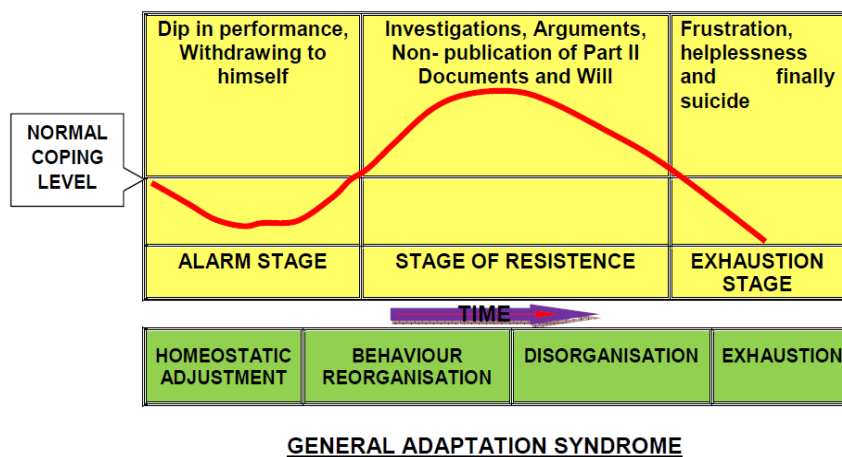 Dip in performance,
Withdrawing to
himself
Investigations, Arguments,
Non- publication of Part II
Documents and Will
Frustration,
helplessness
and finally
suicide
NORMAL
COPING
LEVEL
ALARM STAGE
STAGE OF RESISTENCE
EXHAUSTION
STAGE
TIME
HOMEOSTATIC
ADJUSTMENT
BEHAVIOUR
REORGANISATION
DISORGANISATION
EXHAUSTION
GENERAL ADAPTATION SYNDROME